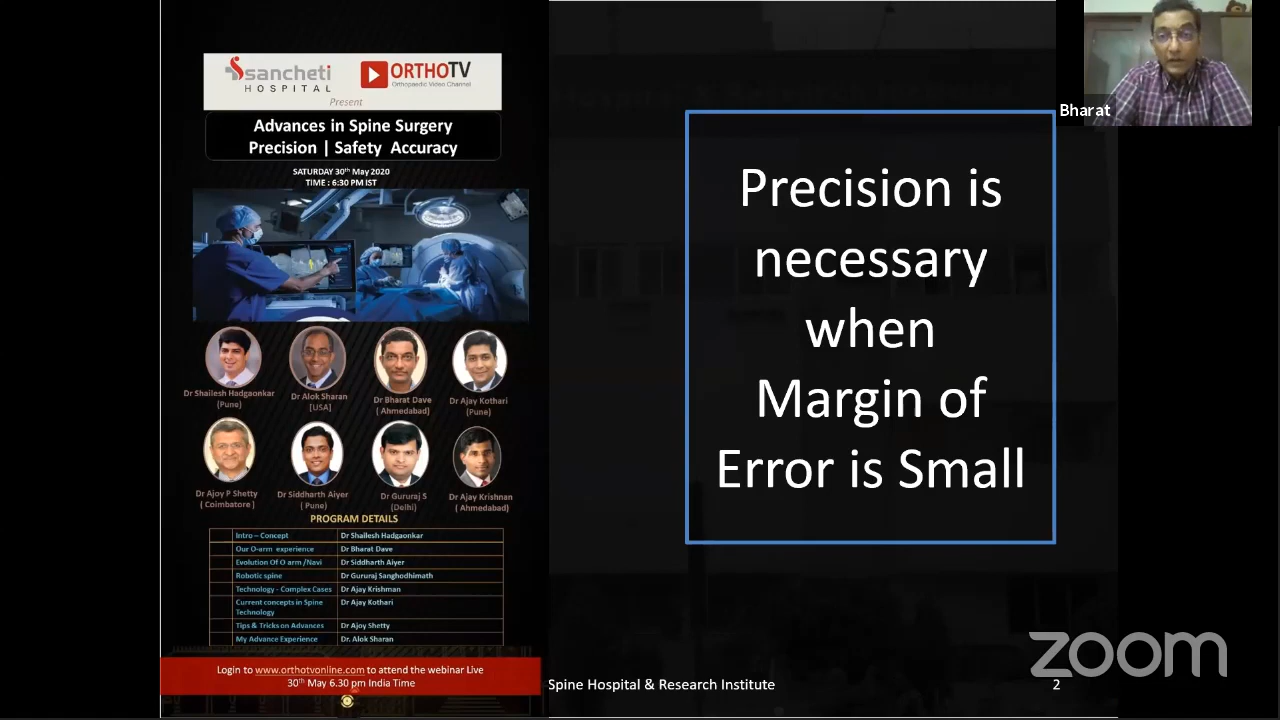 sancheti
HOSPITAL
ORTHOTV
Orthopaedic Video Channel
Present
Advances in Spine Surgery
Precision | Safety Accuracy
SATURDAY 30th May 2020
TIME : 6:30 PM IST
Dr Shailesh Hadgaonkar
(Pune)
Dr Alok Sharan
[USA]
Dr Bharat Dave
( Ahmedabad)
Dr Ajay Kothari
(Pune)
Dr Ajoy P Shetty
( Coimbatore ]
Dr Siddharth Aiyer
( Pune)
Dr Gururaj S
(Delhi)
Dr Ajay Krishnan
( Ahmedabad)
PROGRAM DETAILS
Intro – Concept Dr Shailesh Hadgaonkar
Our O-arm experience Dr Bharat Dave
Evolution Of O arm /Navi Dr Siddharth Aiyer
Robotic spine Dr Gururaj Sanghodhimath
Technology - Complex Cases Dr Ajay Krishman
Current concepts in Spine Dr Ajay Kothari
Technology
Tips & Tricks on Advances Dr Ajoy Shetty
My Advance Experience Dr. Alok Sharan
Login to www.orthotvonline.com to attend the webinar Live
30th May 6.30 pm India Time
Precision is
necessary
when
Margin of
Error is Small
Bharat
Spine Hospital & Research Institute
2
zoom